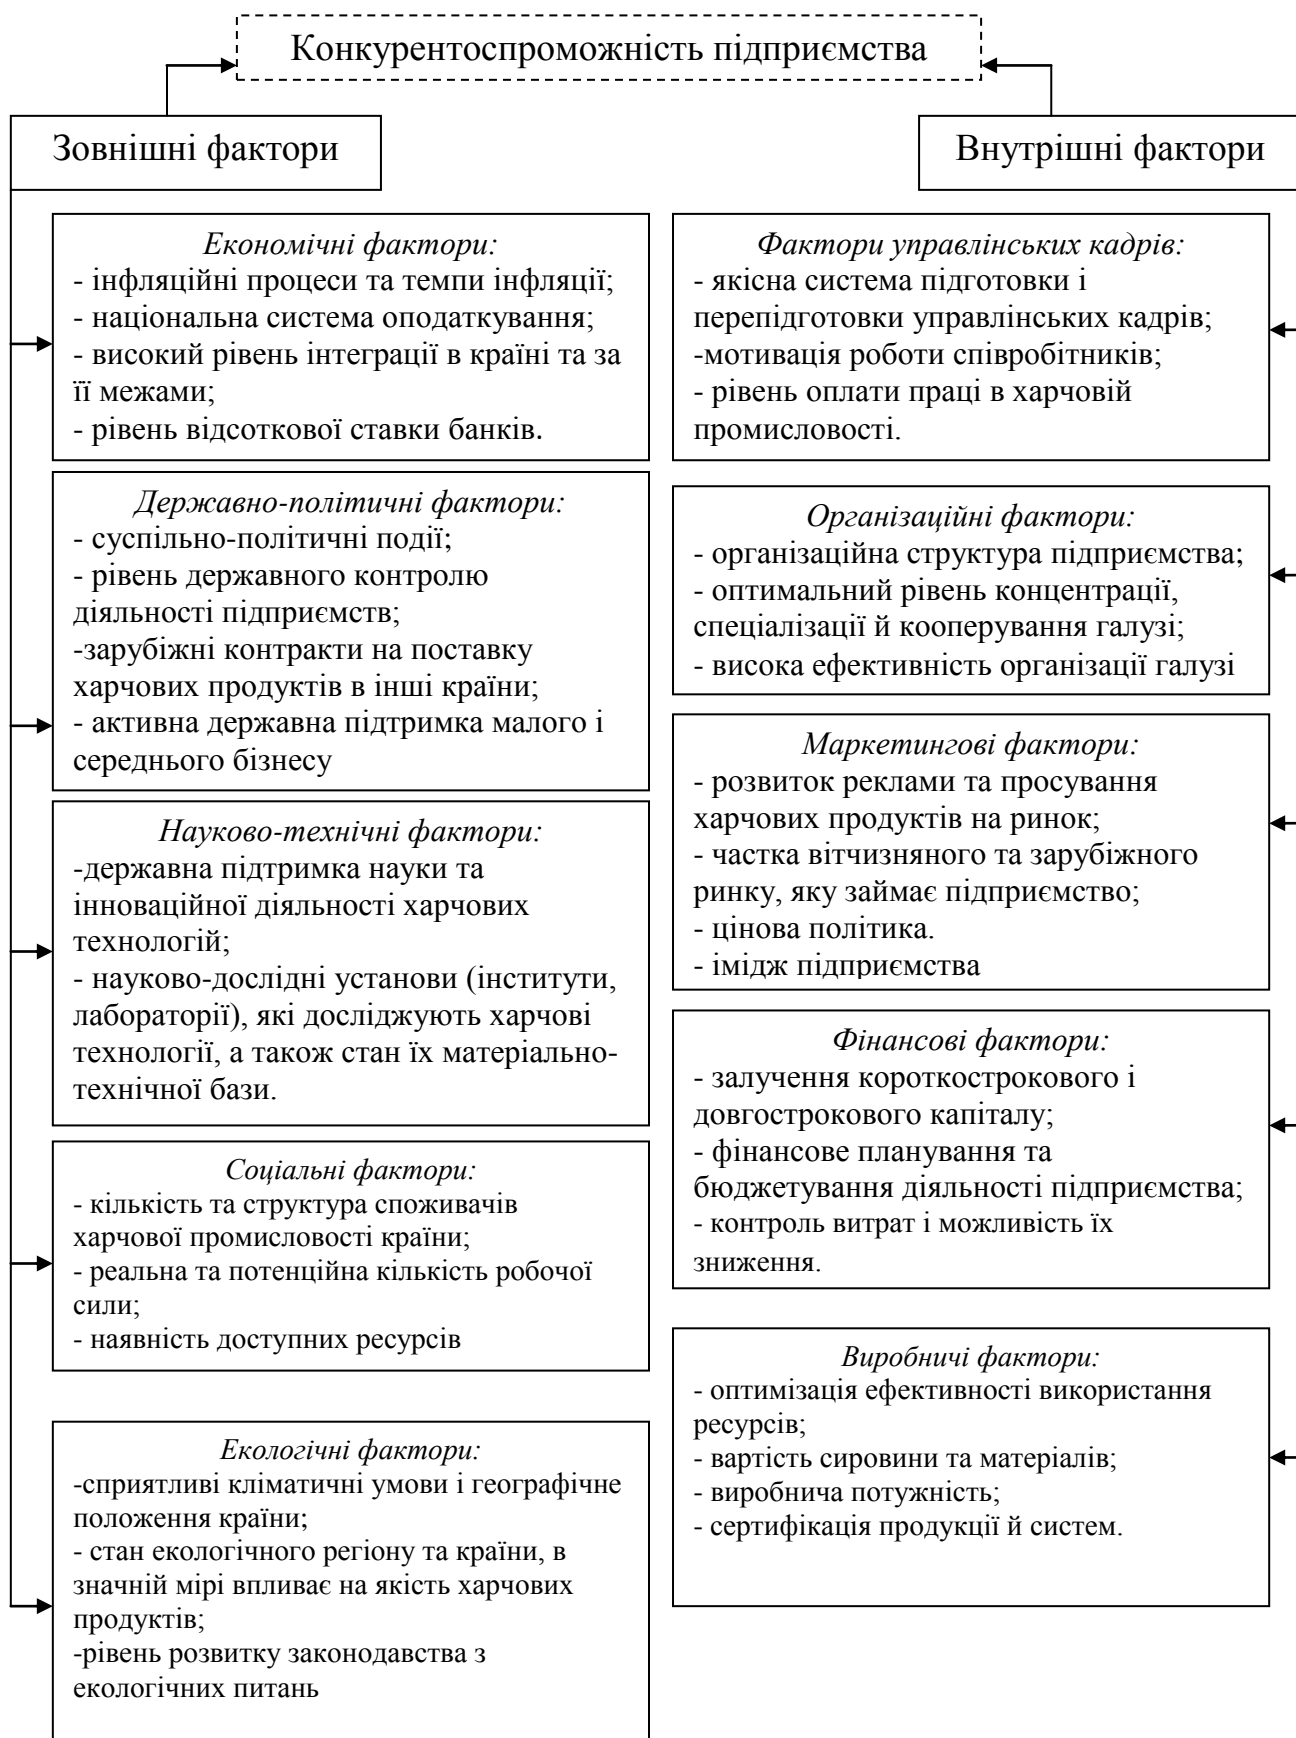 Конкурентоспроможність підприємства
Зовнішні фактори
Внутрішні фактори
Економічні фактори:
- інфляційні процеси та темпи інфляції;
- національна система оподаткування;
- високий рівень інтеграції в країні та за
її межами;
- рівень відсоткової ставки банків.
Державно-політичні фактори:
- суспільно-політичні події;
- рівень державного контролю
діяльності підприємств;
-зарубіжні контракти на поставку
харчових продуктів в інші країни;
- активна державна підтримка малого і
середнього бізнесу
Науково-технічні фактори:
-державна підтримка науки та
інноваційної діяльності харчових
технологій;
- науково-дослідні установи (інститути,
лабораторії), які досліджують харчові
технології, а також стан їх матеріально-
технічної бази.
Соціальні фактори:
- кількість та структура споживачів
харчової промисловості країни;
- реальна та потенційна кількість робочої
сили;
- наявність доступних ресурсів
Екологічні фактори:
-сприятливі кліматичні умови і географічне
положення країни;
- стан екологічного регіону та країни, в
значній мірі впливає на якість харчових
продуктів;
-рівень розвитку законодавства з
екологічних питань
Фактори управлінських кадрів:
- якісна система підготовки і
перепідготовки управлінських кадрів;
-мотивація роботи співробітників;
- рівень оплати праці в харчовій
промисловості.
Організаційні фактори:
- організаційна структура підприємства;
- оптимальний рівень концентрації,
спеціалізації й кооперування галузі;
- висока ефективність організації галузі
Маркетингові фактори:
- розвиток реклами та просування
харчових продуктів на ринок;
- частка вітчизняного та зарубіжного
ринку, яку займає підприємство;
- цінова політика.
- імідж підприємства
Фінансові фактори:
- залучення короткострокового і
довгострокового капіталу;
- фінансове планування та
бюджетування діяльності підприємства;
- контроль витрат і можливість їх
зниження.
Виробничі фактори:
- оптимізація ефективності використання
ресурсів;
- вартість сировини та матеріалів;
- виробнича потужність;
- сертифікація продукції й систем.